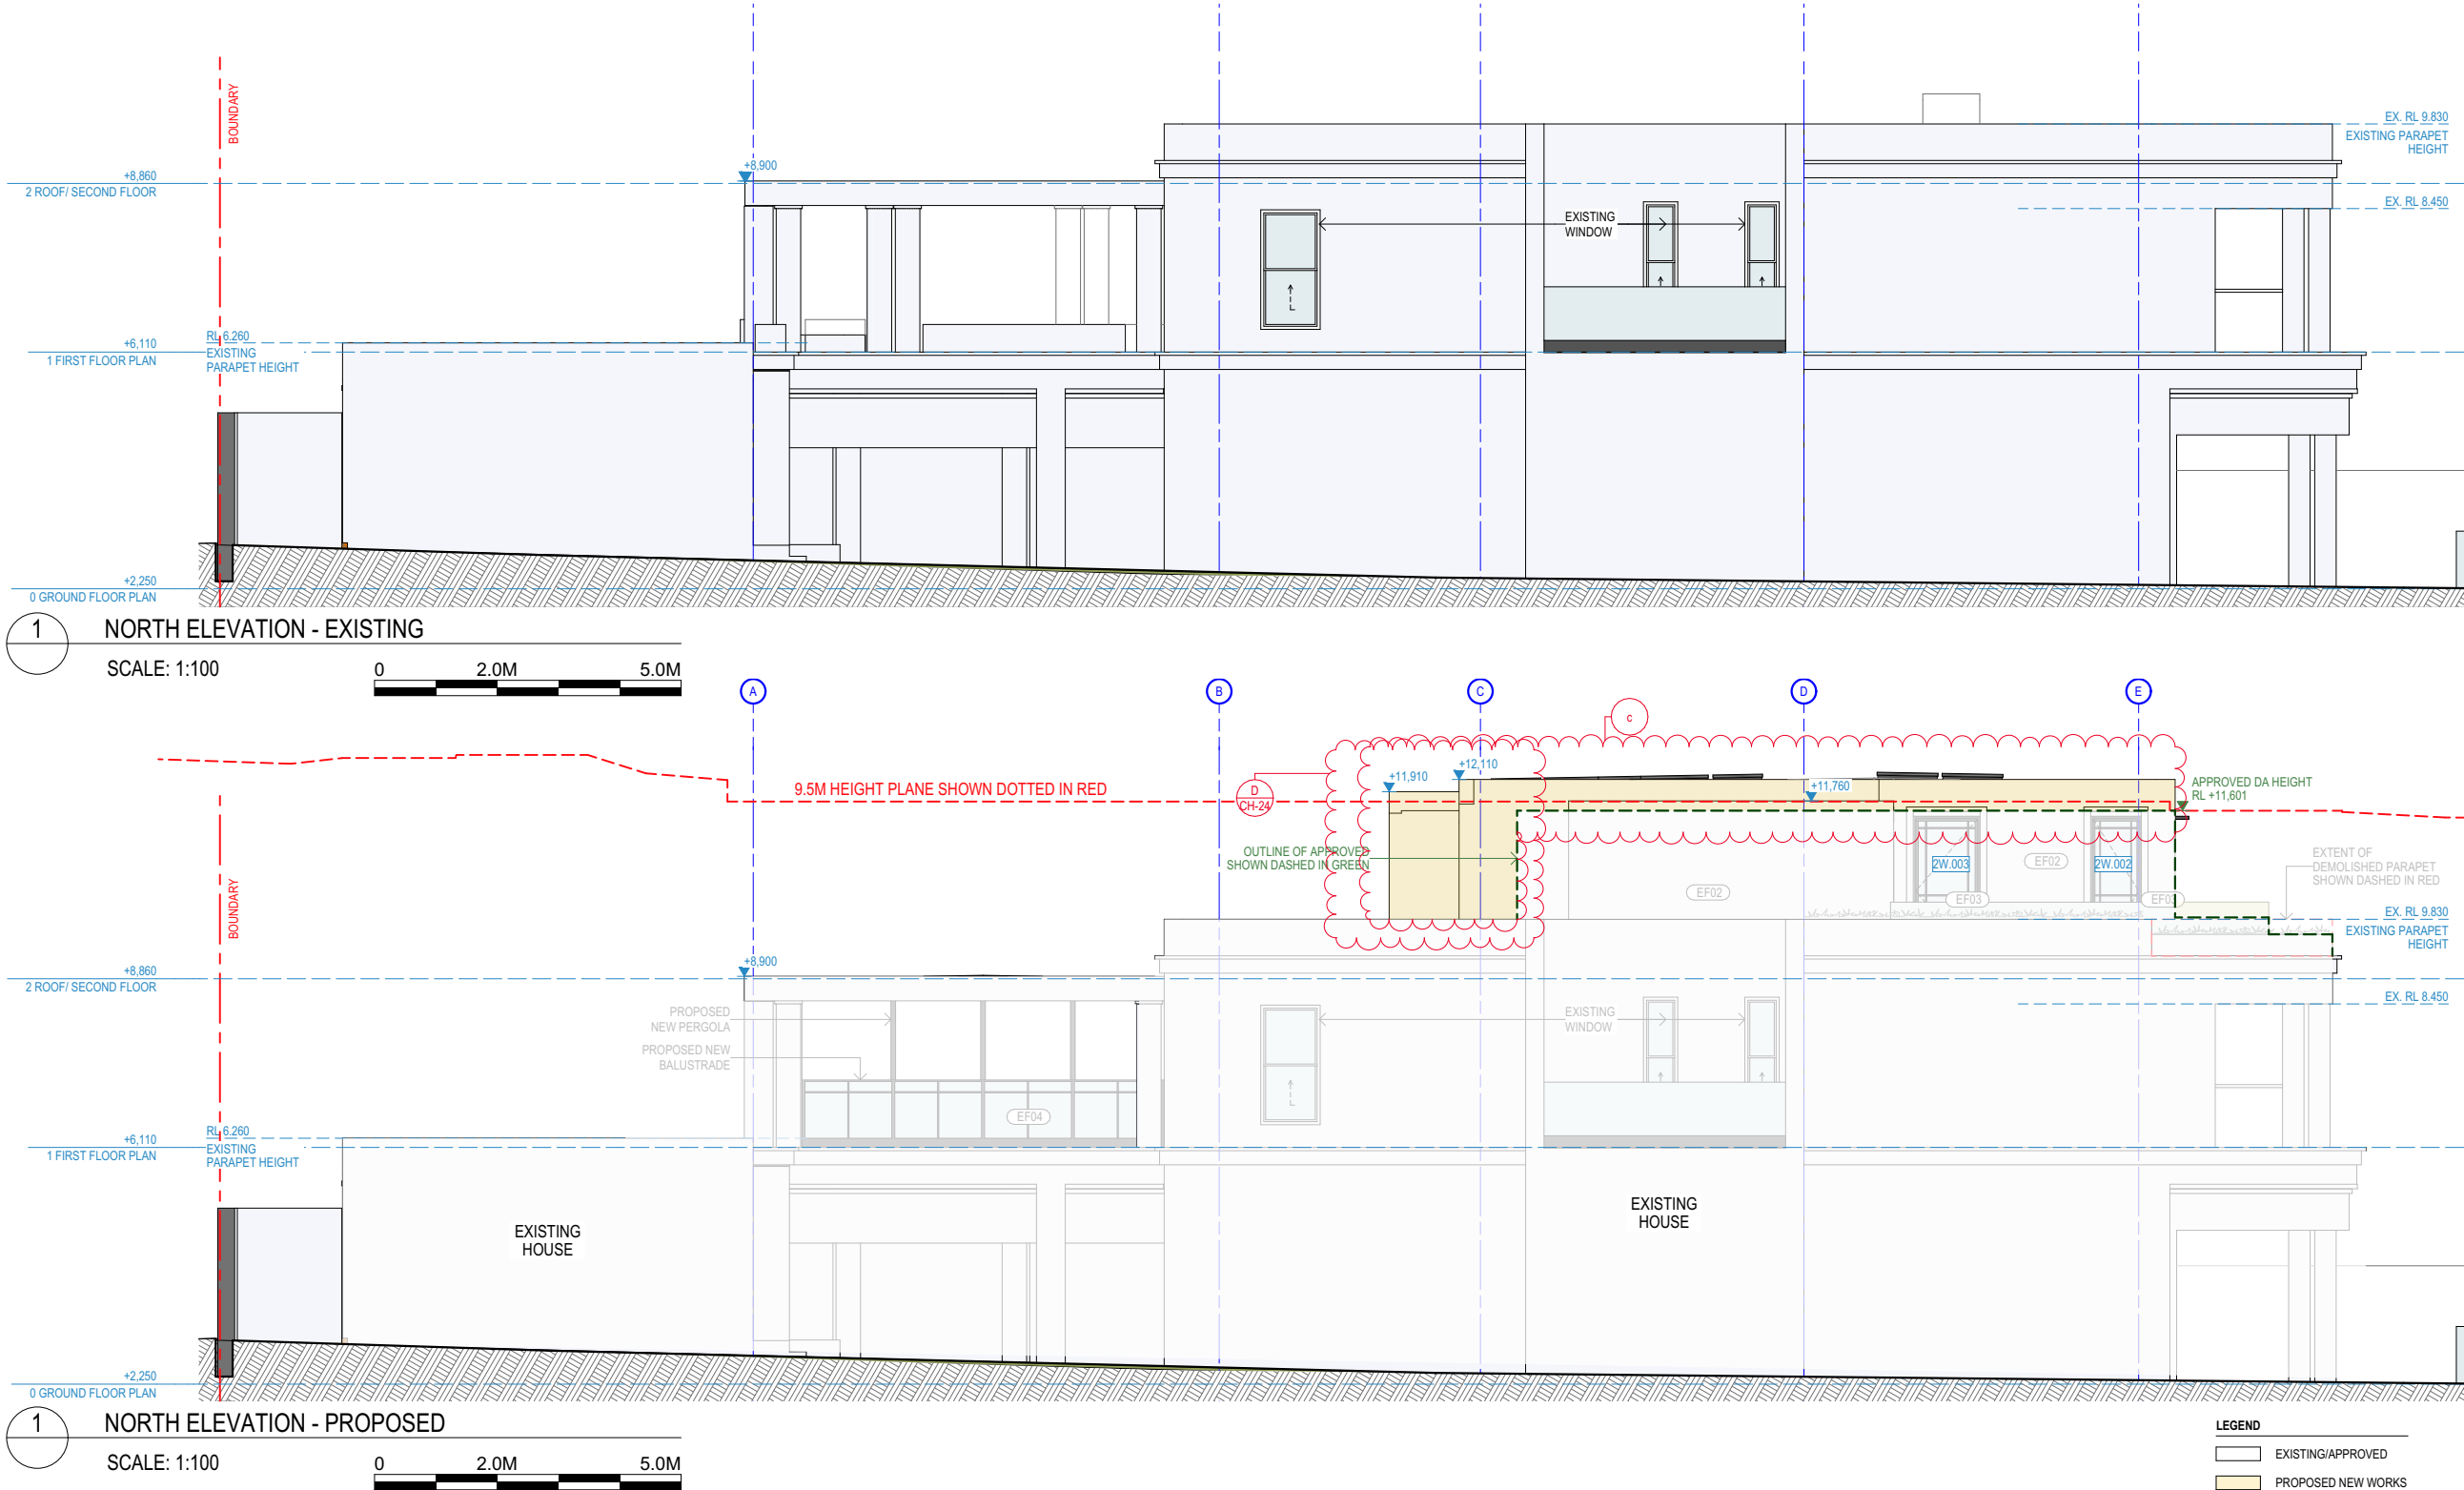 BOUNDARY
+8,860
2 ROOF/ SECOND FLOOR
+8,900
EX. RL 9.830
EXISTING PARAPET
HEIGHT
EX. RL 8.450
EXISTING
WINDOW
RL 6.260
EXISTING
PARAPET HEIGHT
+6,110
1 FIRST FLOOR PLAN
+2,250
0 GROUND FLOOR PLAN
1
NORTH ELEVATION - EXISTING
SCALE: 1:100
0 2.0M 5.0M
A B C D E
c
9.5M HEIGHT PLANE SHOWN DOTTED IN RED
D
CH-24
+11,910
+12,110
+11,760
APPROVED DA HEIGHT
RL +11,601
OUTLINE OF APPROVED
SHOWN DASHED IN GREEN
2W.003
EF02
2W.002
EXTENT OF
DEMOLISHED PARAPET
SHOWN DASHED IN RED
EF02
EF03
EF03
BOUNDARY
EX. RL 9.830
EXISTING PARAPET
HEIGHT
+8,860
2 ROOF/ SECOND FLOOR
+8,900
EX. RL 8.450
PROPOSED
NEW PERGOLA
EXISTING
WINDOW
PROPOSED NEW
BALUSTRADE
EF04
RL 6.260
EXISTING
PARAPET HEIGHT
+6,110
1 FIRST FLOOR PLAN
EXISTING
HOUSE
EXISTING
HOUSE
+2,250
0 GROUND FLOOR PLAN
1
NORTH ELEVATION - PROPOSED
SCALE: 1:100
0 2.0M 5.0M
LEGEND
EXISTING/APPROVED
PROPOSED NEW WORKS